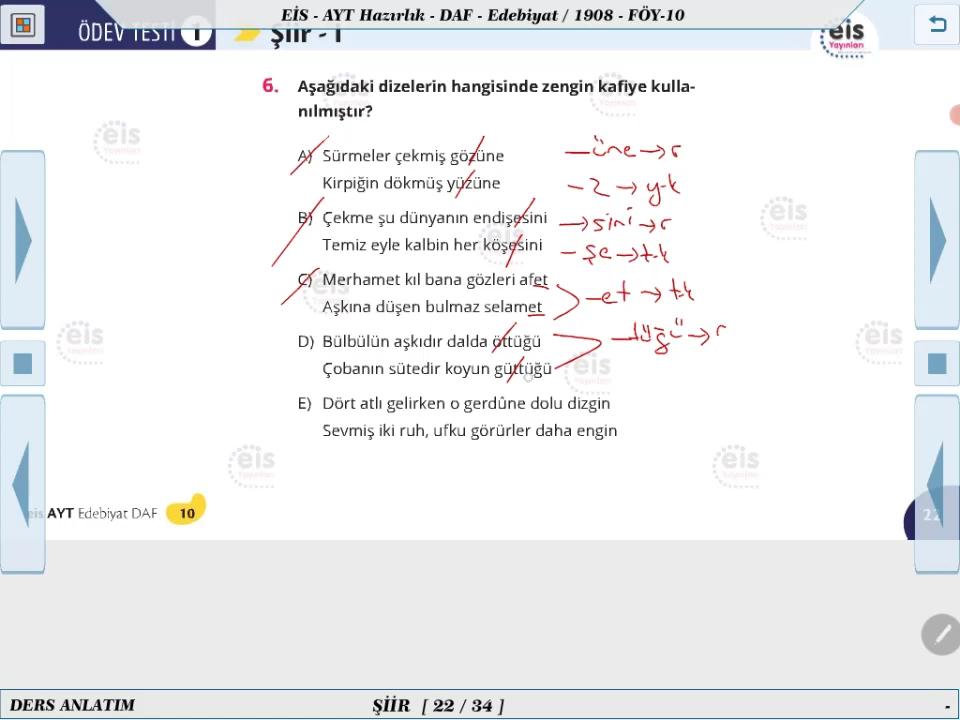 EİS - AYT Hazırlık - DAF - Edebiyat / 1908 - FÖY-10
ÖDEV TESTİ 1 Şiir - 1
eis
Yayınları
6. Aşağıdaki dizelerin hangisinde zengin kafiye kulla-
nılmıştır?
A) Sürmeler çekmiş gözüne
-üne → r
Kirpiğin dökmüş yüzüne
- z → y.k
B) Çekme şu dünyanın endişesini
→ sini → r
Temiz eyle kalbin her köşesini
- şe → t.k
C) Merhamet kıl bana gözleri afet
Aşkına düşen bulmaz selamet
-et → t.k
D) Bülbülün aşkıdır dalda öttüğü
-tüğü → r
Çobanın sütedir koyun güttüğü
E) Dört atlı gelirken o gerdûne dolu dizgin
Sevmiş iki ruh, ufku görürler daha engin
eis AYT Edebiyat DAF 10
22
DERS ANLATIM ŞİİR [ 22 / 34 ] -